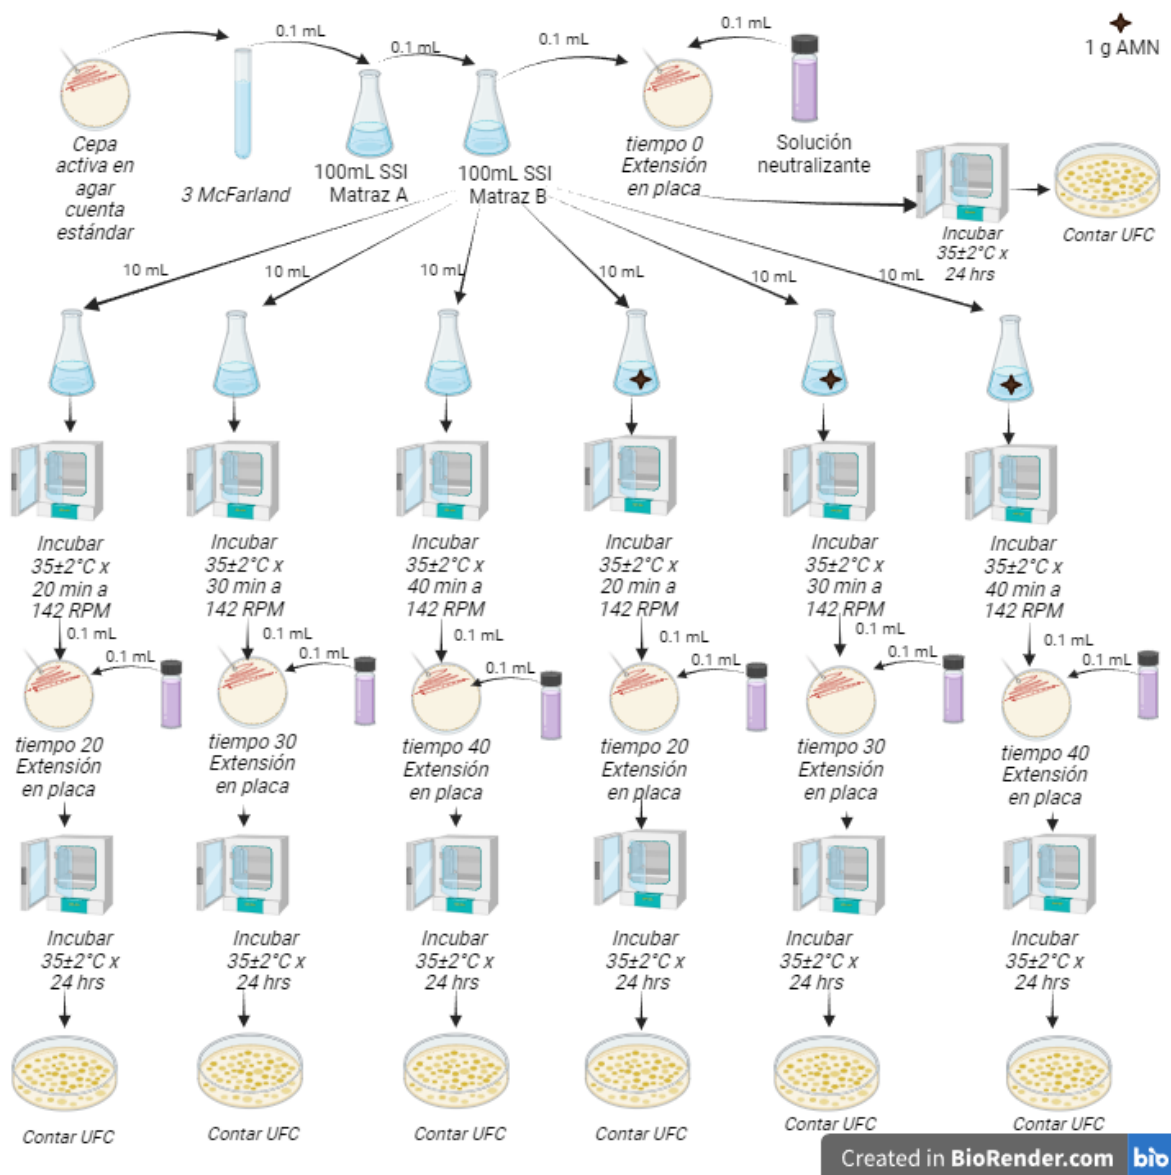 0.1 mL
0.1 mL
0.1 mL
0.1 mL
1 g AMN
Cepa
activa en
agar
cuenta
estándar
3 McFarland
100mL SSI
Matraz A
100mL SSI
Matraz B
tiempo 0
Extensión
en placa
Solución
neutralizante
Incubar
35±2°C x
24 hrs
Contar UFC
10 mL
10 mL
10 mL
10 mL
10 mL
10 mL
Incubar
35±2°C x
20 min a
142 RPM
Incubar
35±2°C x
30 min a
142 RPM
Incubar
35±2°C x
40 min a
142 RPM
Incubar
35±2°C x
20 min a
142 RPM
Incubar
35±2°C x
30 min a
142 RPM
Incubar
35±2°C x
40 min a
142 RPM
0.1 mL
0.1 mL
0.1 mL
0.1 mL
0.1 mL
0.1 mL
0.1 mL
0.1 mL
0.1 mL
0.1 mL
0.1 mL
0.1 mL
tiempo 20
Extensión
en placa
tiempo 30
Extensión
en placa
tiempo 40
Extensión
en placa
tiempo 20
Extensión
en placa
tiempo 30
Extensión
en placa
tiempo 40
Extensión
en placa
Incubar
35±2°C x
24 hrs
Incubar
35±2°C x
24 hrs
Incubar
35±2°C x
24 hrs
Incubar
35±2°C x
24 hrs
Incubar
35±2°C x
24 hrs
Incubar
35±2°C x
24 hrs
Contar UFC
Contar UFC
Contar UFC
Contar UFC
Contar UFC
Contar UFC
Created in BioRender.com bio